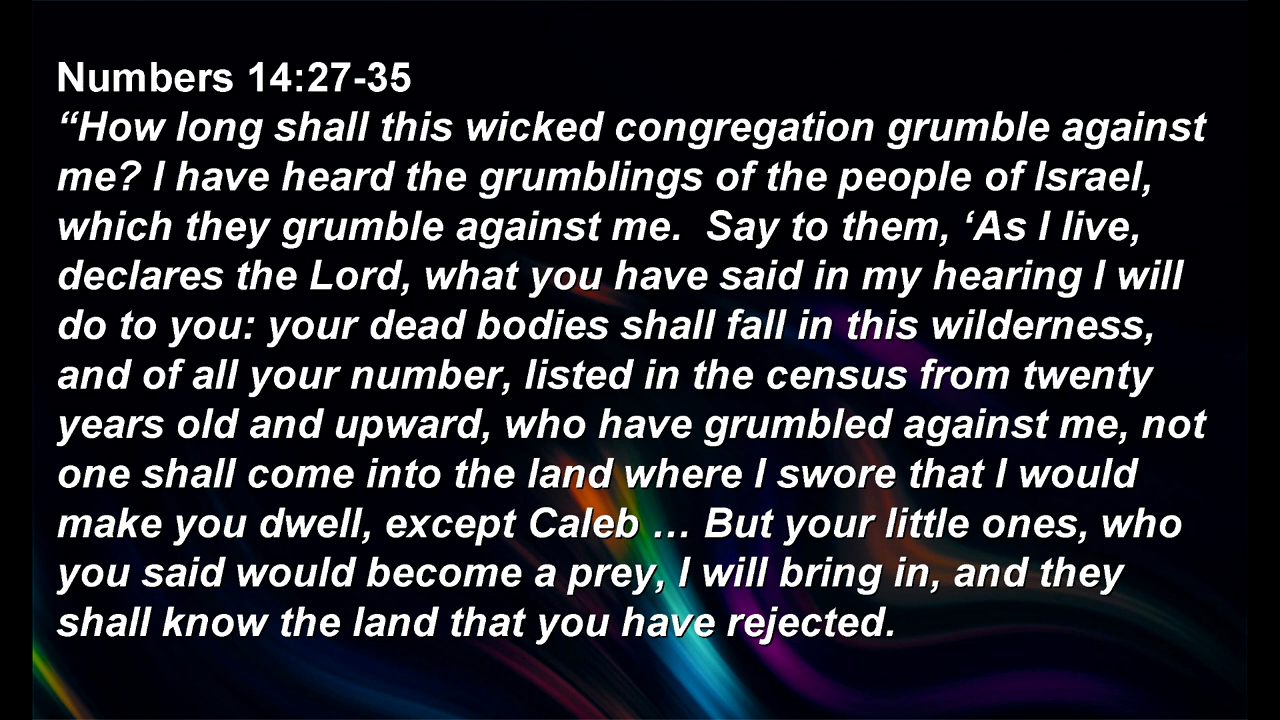 Numbers 14:27-35
“How long shall this wicked congregation grumble against
me? I have heard the grumblings of the people of Israel,
which they grumble against me.  Say to them, ‘As I live,
declares the Lord, what you have said in my hearing I will
do to you: your dead bodies shall fall in this wilderness,
and of all your number, listed in the census from twenty
years old and upward, who have grumbled against me, not
one shall come into the land where I swore that I would
make you dwell, except Caleb … But your little ones, who
you said would become a prey, I will bring in, and they
shall know the land that you have rejected.